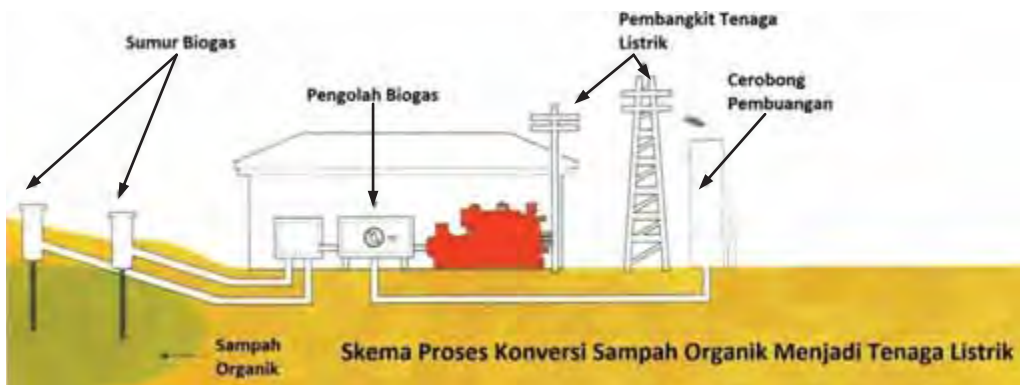 Sumur Biogas
Pengolah Biogas
Pembangkit Tenaga
Listrik
Cerobong
Pembuangan
Sampah
Organik
Skema Proses Konversi Sampah Organik Menjadi Tenaga Listrik